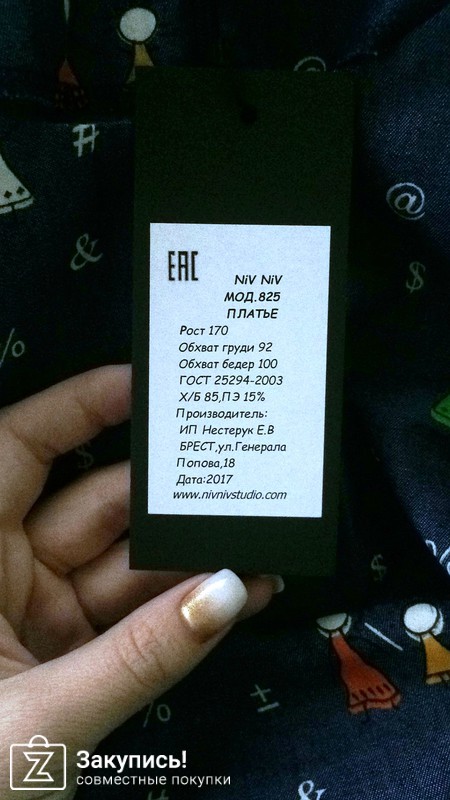 #
@
&
$
%
EAC
NiV NiV
МОД.825
ПЛАТЬЕ
Рост 170
Обхват груди 92
Обхват бедер 100
ГОСТ 25294-2003
Х/Б 85,ПЭ 15%
Производитель:
ИП Нестерук Е.В
БРЕСТ,ул.Генерала
Попова,18
Дата:2017
www.nivnivstudio.com
$
$
±
%
&
Закупись!
совместные покупки